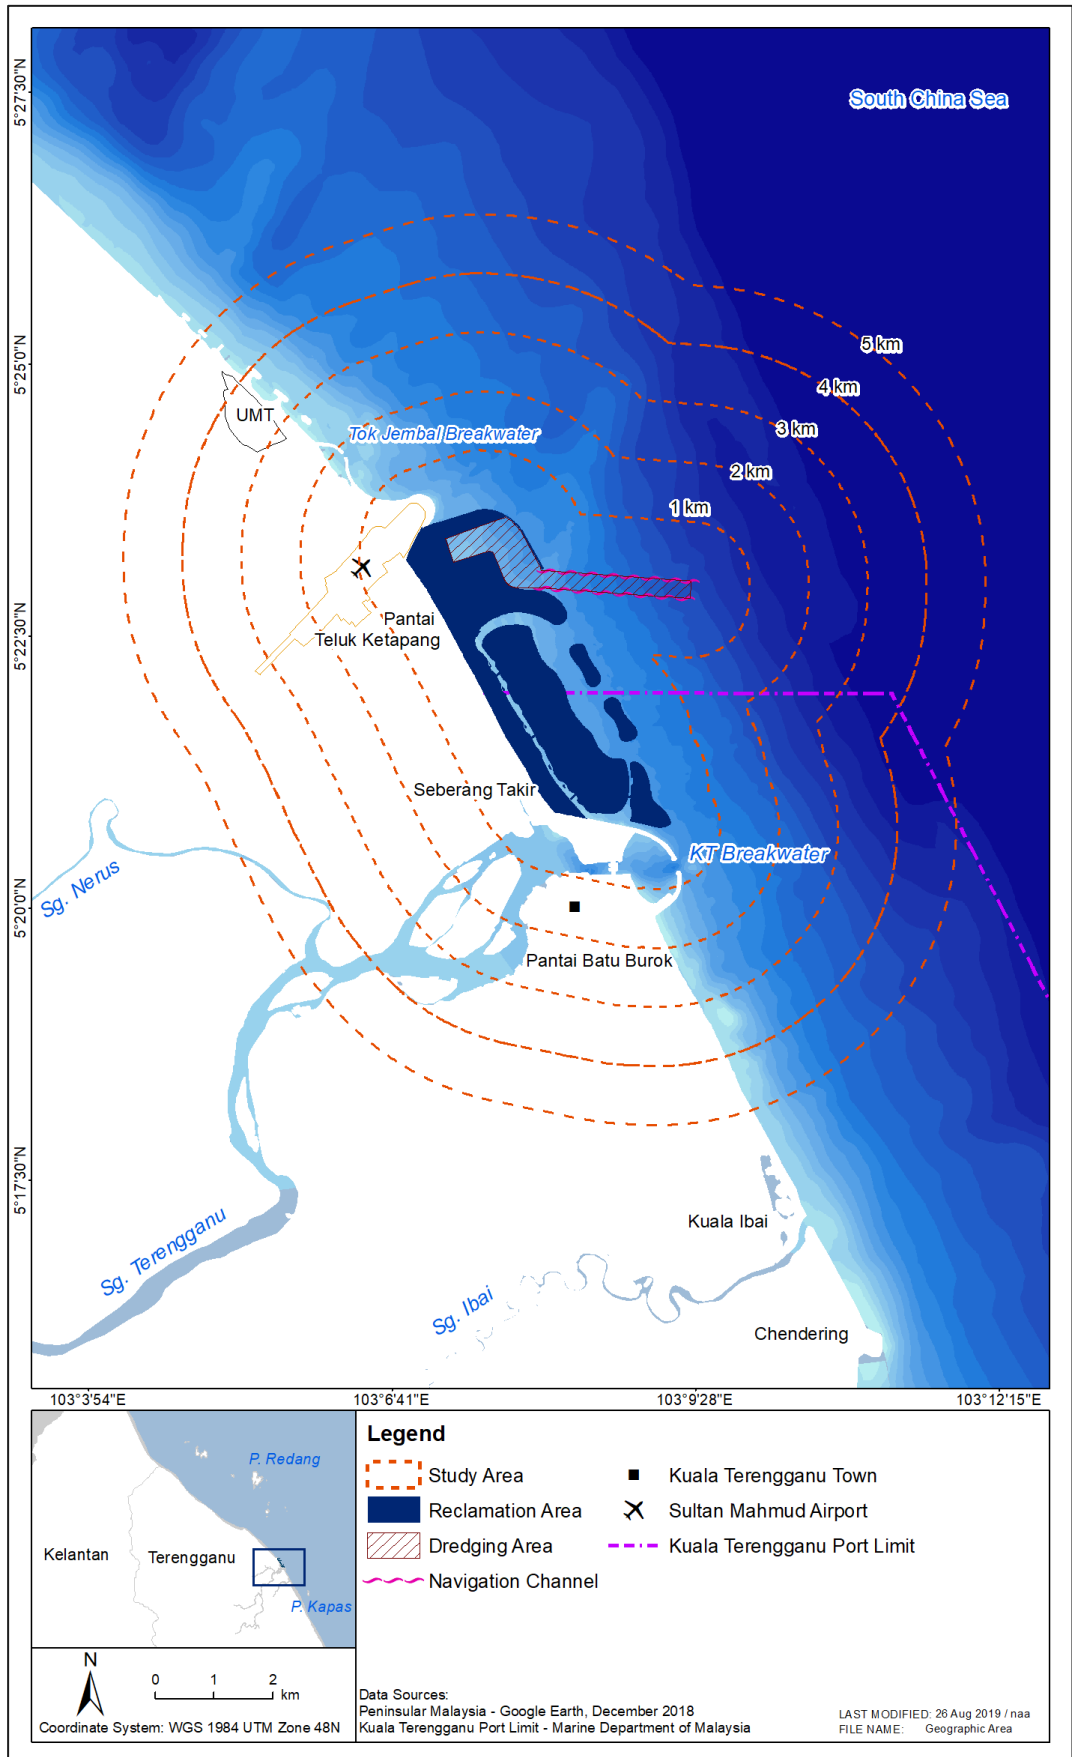 5°27'30"N
South China Sea
5 km
5°25'0"N
4 km
UMT
3 km
Tok Jembal Breakwater
2 km
1 km
Pantai
Teluk Ketapang
5°22'30"N
Seberang Takir
KT Breakwater
Sg. Nerus
5°20'0"N
Pantai Batu Burok
5°17'30"N
Kuala Ibai
Sg. Terengganu
Sg. Ibai
Chendering
103°3'54"E
103°6'41"E
103°9'28"E
103°12'15"E
P. Redang
Kelantan
Terengganu
P. Kapas
N
0 1 2
km
Coordinate System: WGS 1984 UTM Zone 48N
Legend
Study Area
Reclamation Area
Dredging Area
Navigation Channel
Kuala Terengganu Town
Sultan Mahmud Airport
Kuala Terengganu Port Limit
Data Sources:
Peninsular Malaysia - Google Earth, December 2018
Kuala Terengganu Port Limit - Marine Department of Malaysia
LAST MODIFIED: 26 Aug 2019 / naa
FILE NAME: Geographic Area